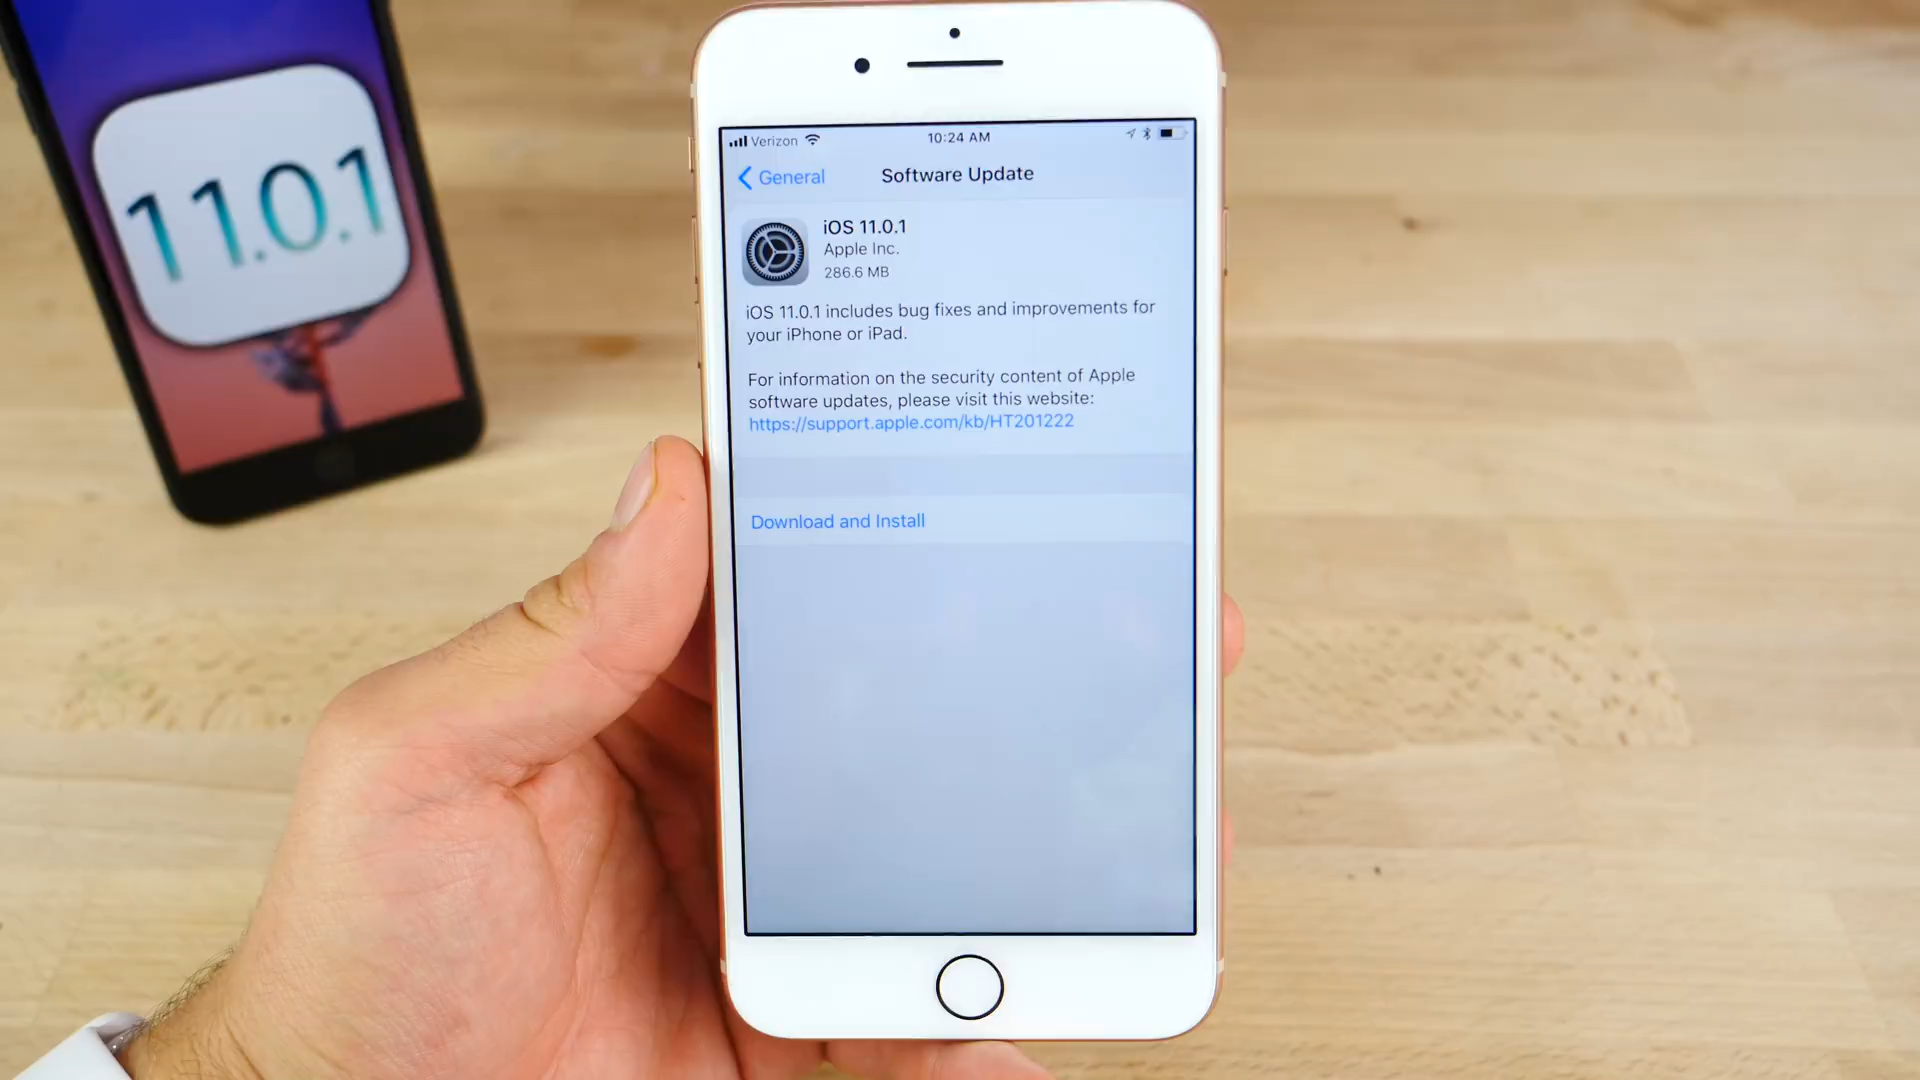 11.0.1
Verizon 10:24 AM
General Software Update
iOS 11.0.1
Apple Inc.
286.6 MB
iOS 11.0.1 includes bug fixes and improvements for
your iPhone or iPad.
For information on the security content of Apple
software updates, please visit this website:
https://support.apple.com/kb/HT201222
Download and Install